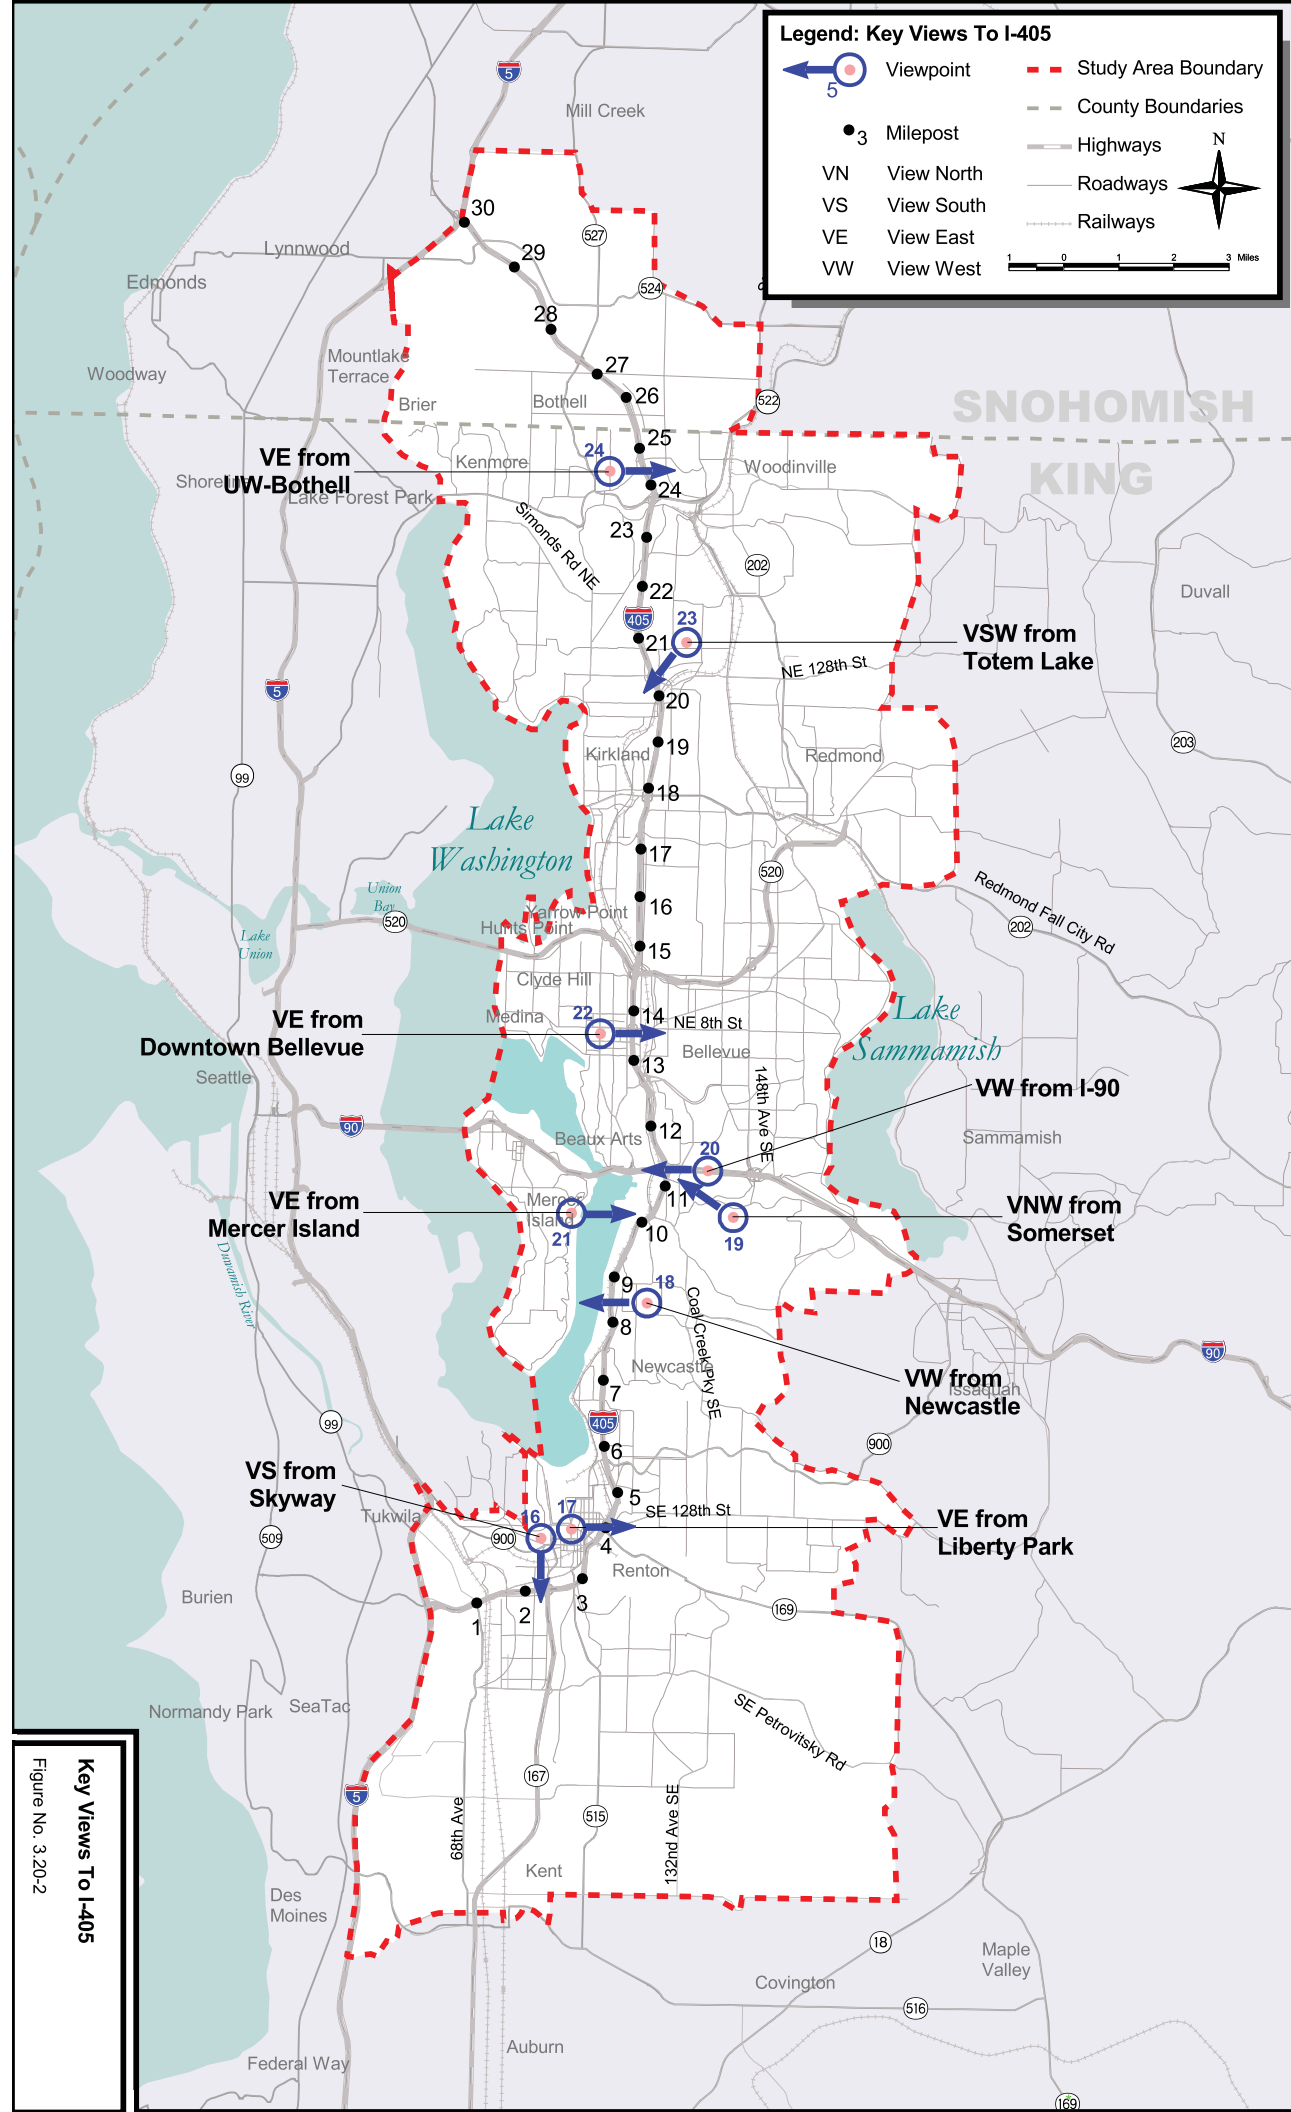 Legend: Key Views To I-405
5
Viewpoint
3
Milepost
VN View North
VS View South
VE View East
VW View West
Study Area Boundary
County Boundaries
Highways
Roadways
Railways
N
1 0 1 2 3 Miles
5
Mill Creek
30
527
Lynnwood
29
Edmonds
524
28
Mountlake
Terrace
27
Woodway
26
522
Brier
Bothell
SNOHOMISH
KING
25
24
VE from
UW-Bothell
Kenmore
Woodinville
Shoreline
Lake Forest Park
24
Simonds Rd NE
23
202
22
Duvall
405
23
21
VSW from
Totem Lake
NE 128th St
5
20
19
203
Kirkland
Redmond
99
18
Lake
Washington
17
520
Union
Bay
Redmond Fall City Rd
16
Yarrow Point
Hunts Point
520
202
Lake
Union
15
Clyde Hill
Lake
Sammamish
22
14
Medina
NE 8th St
VE from
Downtown Bellevue
Bellevue
13
Seattle
148th Ave SE
VW from I-90
90
12
Beaux Arts
Sammamish
20
11
VE from
Mercer Island
Mercer
Island
VNW from
Somerset
21
10
19
Duwamish River
9
18
8
Coal Creek Pky SE
90
Newcastle
VW from
Newcastle
7
Issaquah
99
405
6
900
VS from
Skyway
5
SE 128th St
17
16
Tukwila
VE from
Liberty Park
509
900
4
Renton
Burien
2
3
169
1
Normandy Park
SeaTac
SE Petrovitsky Rd
167
5
515
68th Ave
132nd Ave SE
Kent
Des
Moines
18
Maple
Valley
Covington
516
Auburn
Federal Way
169
Key Views To I-405
Figure No. 3.20-2